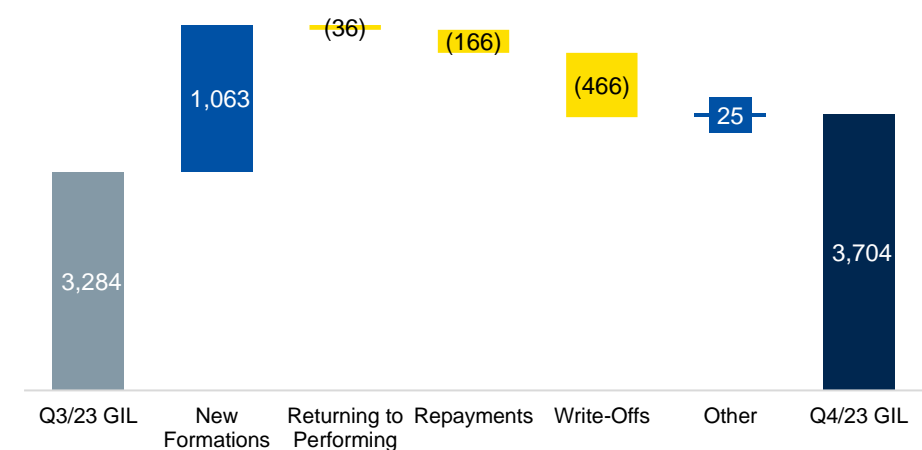 (36)
(166)
(466)
1,063
25
3,704
3,284
Q3/23 GIL
New
Formations
Returning to
Performing
Repayments
Write-Offs
Other
Q4/23 GIL